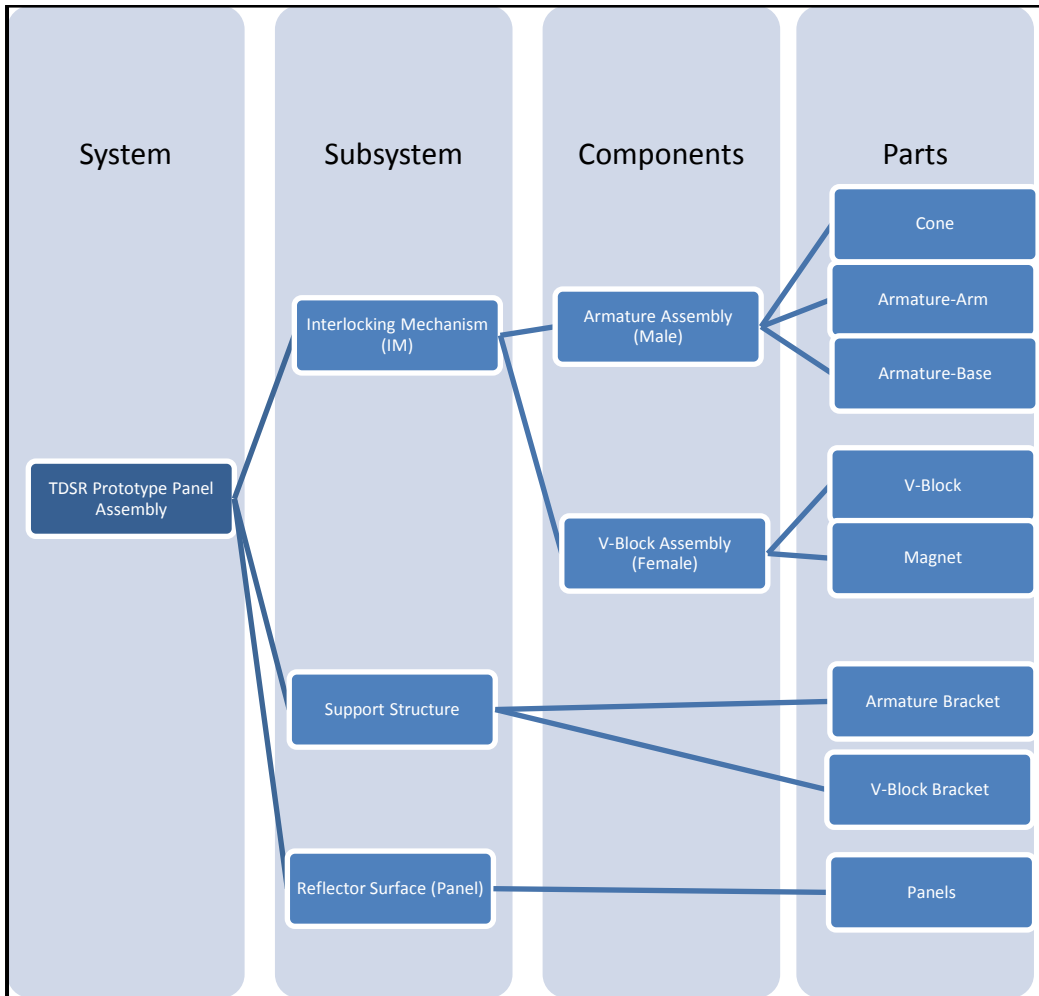 System
Subsystem
Components
Parts
Cone
Armature-Arm
Interlocking Mechanism
(IM)
Armature Assembly
(Male)
Armature-Base
TDSR Prototype Panel
Assembly
V-Block
V-Block Assembly
(Female)
Magnet
Support Structure
Armature Bracket
V-Block Bracket
Reflector Surface (Panel)
Panels